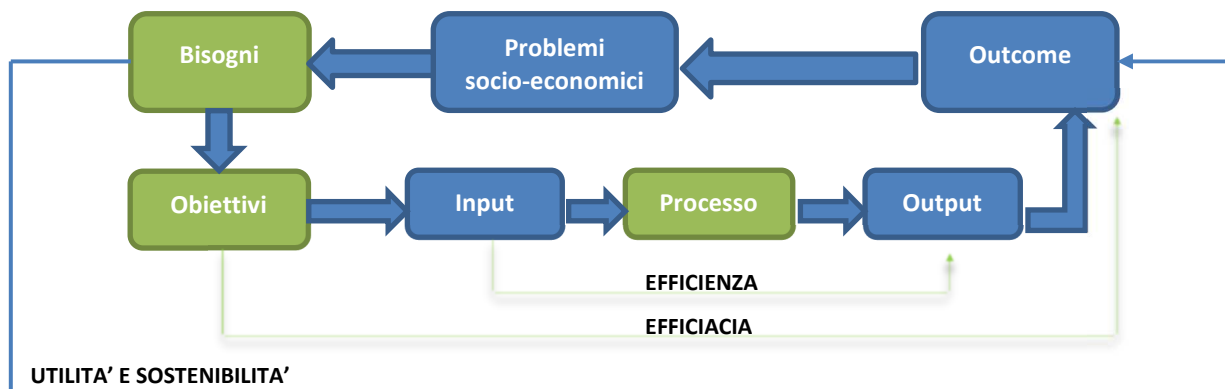 Bisogni
Problemi
socio-economici
Outcome
Obiettivi
Input
Processo
Output
EFFICIENZA
EFFICIACIA
UTILITA’ E SOSTENIBILITA’